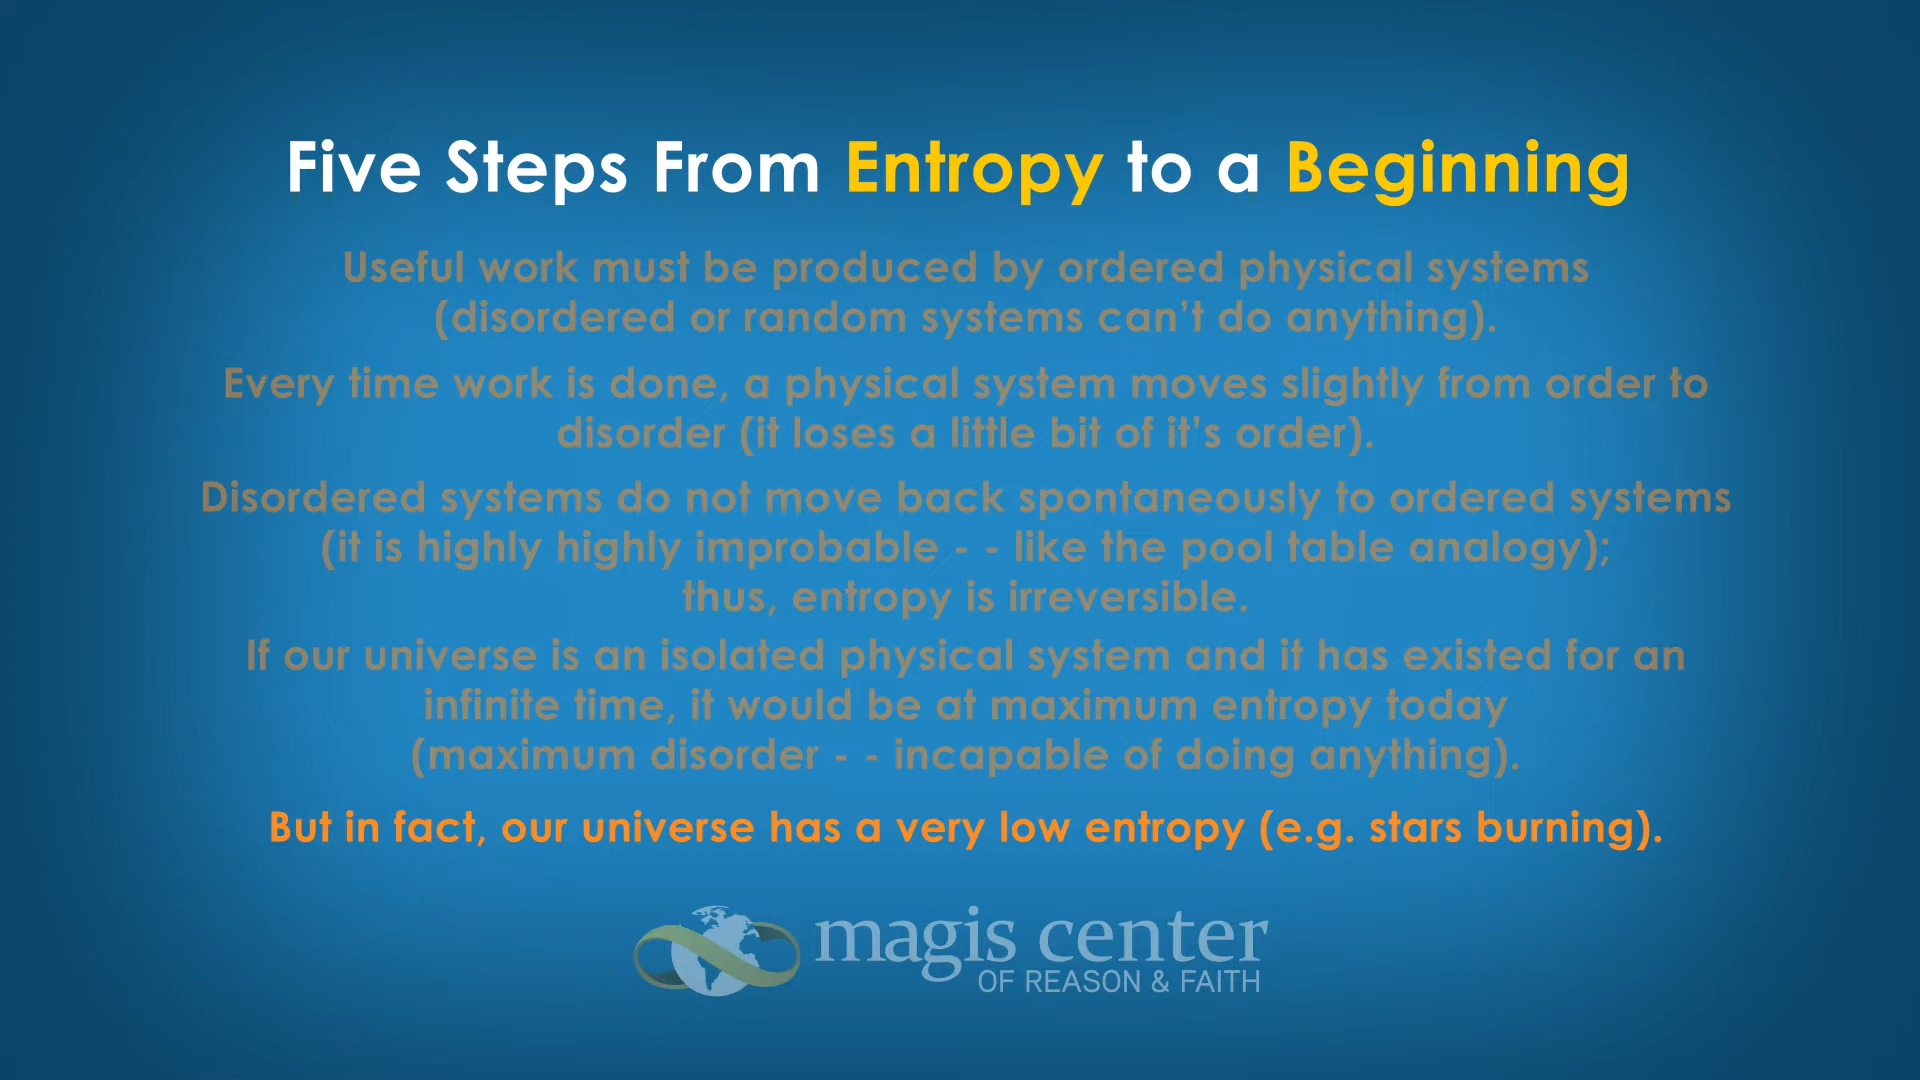 Five Steps From Entropy to a Beginning
Useful work must be produced by ordered physical systems
(disordered or random systems can’t do anything).
Every time work is done, a physical system moves slightly from order to
disorder (it loses a little bit of it’s order).
Disordered systems do not move back spontaneously to ordered systems
(it is highly highly improbable - - like the pool table analogy);
thus, entropy is irreversible.
If our universe is an isolated physical system and it has existed for an
infinite time, it would be at maximum entropy today
(maximum disorder - - incapable of doing anything).
But in fact, our universe has a very low entropy (e.g. stars burning).
magis center
OF REASON & FAITH